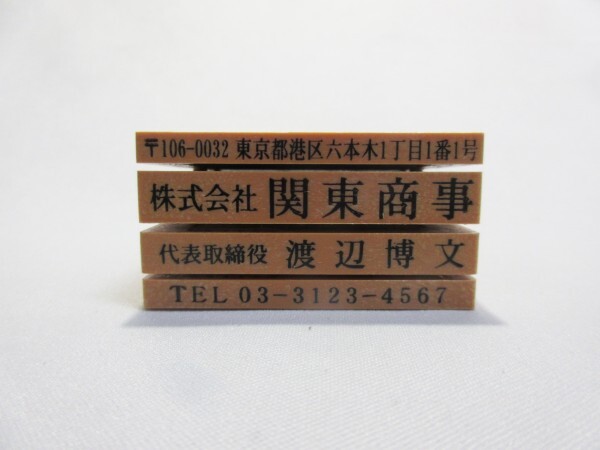 〒106-0032 東京都港区六本木1丁目1番1号
株式会社 関東商事
代表取締役 渡辺博文
TEL 03-3123-4567